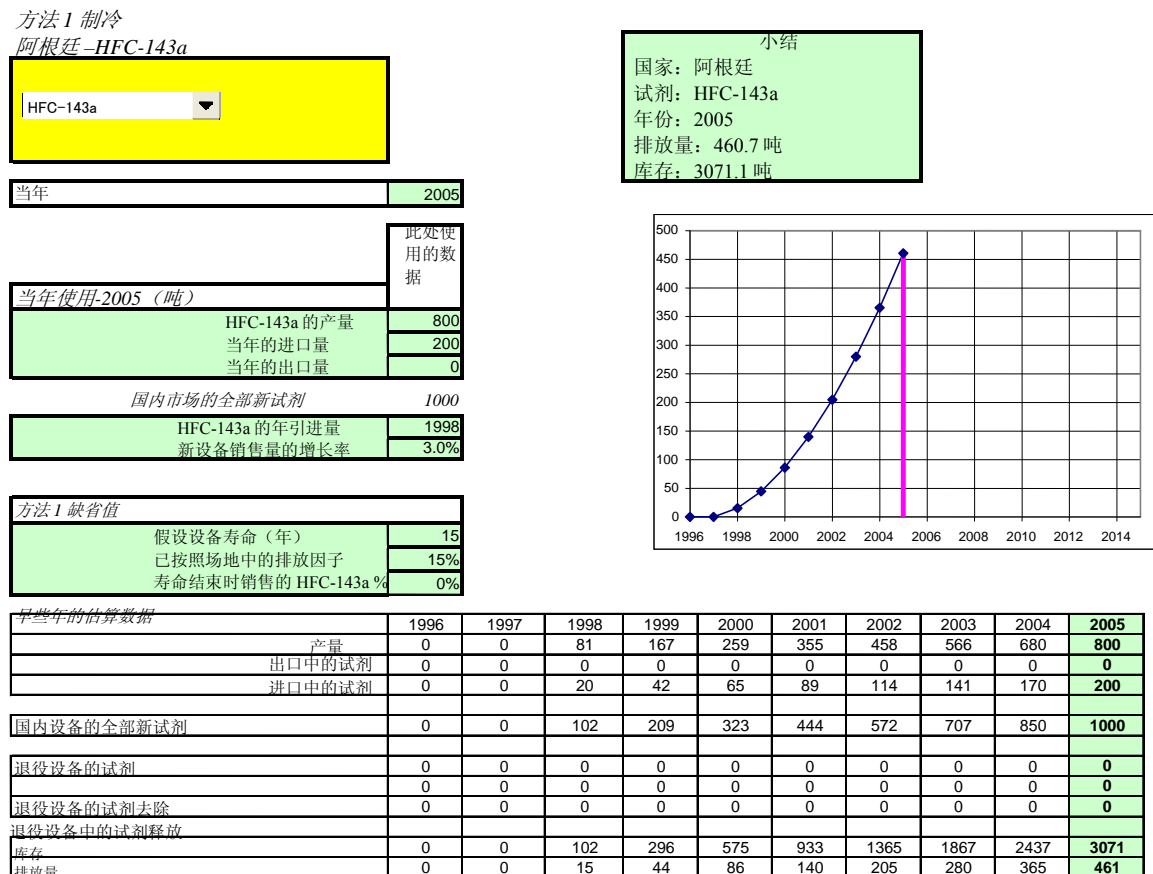 方法 1 制冷
阿根廷 –HFC-143a
HFC-143a
小结
国家：阿根廷
试剂：HFC-143a
年份：2005
排放量：460.7 吨
库存：3071.1 吨
当年 2005
此处使
用的数
据
当年使用-2005（吨）
HFC-143a 的产量 800
当年的进口量 200
当年的出口量 0
国内市场的全部新试剂 1000
HFC-143a 的年引进量 1998
新设备销售量的增长率 3.0%
方法 1 缺省值
假设设备寿命（年） 15
已按照场地中的排放因子 15%
寿命结束时销售的 HFC-143a % 0%
500
450
400
350
300
250
200
150
100
50
0
1996 1998 2000 2002 2004 2006 2008 2010 2012 2014
早些年的估算数据 1996 1997 1998 1999 2000 2001 2002 2003 2004 2005
产量 0 0 81 167 259 355 458 566 680 800
出口中的试剂 0 0 0 0 0 0 0 0 0 0
进口中的试剂 0 0 20 42 65 89 114 141 170 200
国内设备的全部新试剂 0 0 102 209 323 444 572 707 850 1000
退役设备的试剂 0 0 0 0 0 0 0 0 0 0
0 0 0 0 0 0 0 0 0 0
退役设备的试剂去除 0 0 0 0 0 0 0 0 0 0
退役设备中的试剂释放
库存 0 0 102 296 575 933 1365 1867 2437 3071
排放量 0 0 15 44 86 140 205 280 365 461